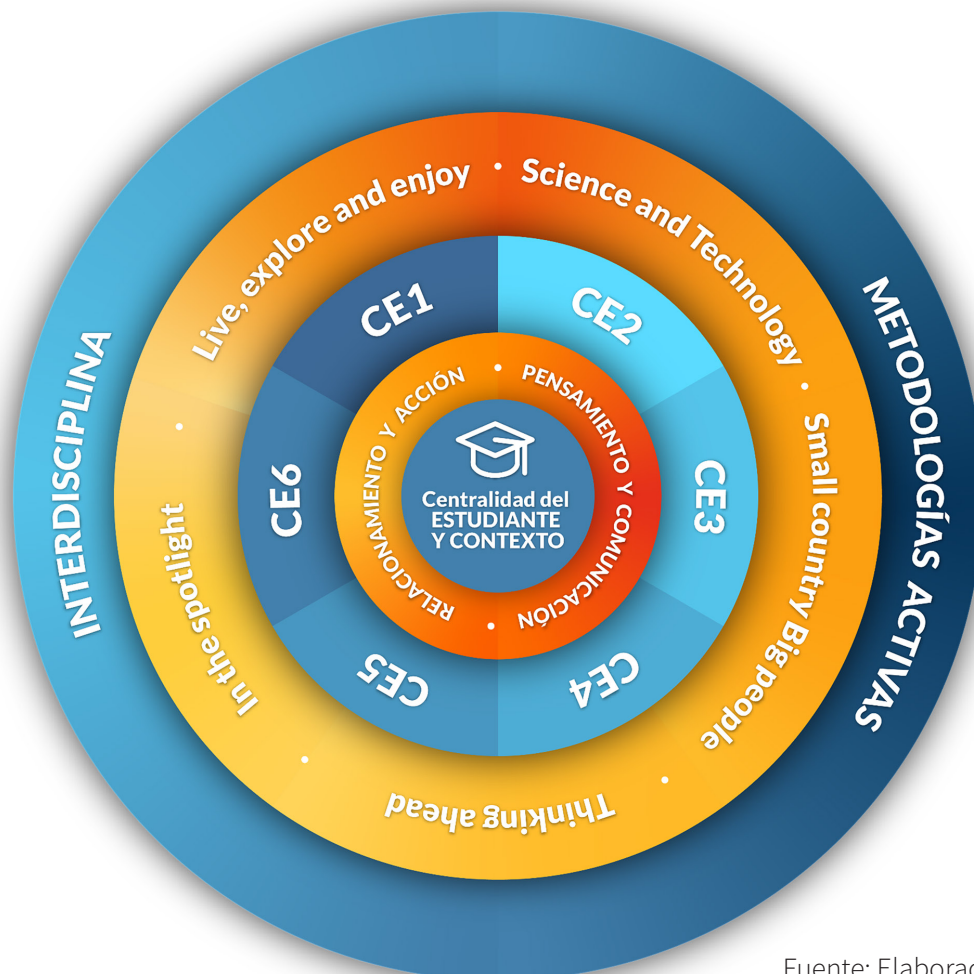 INTERDISCIPLINA
METODOLOGÍAS ACTIVAS
Live, explore and enjoy
Science and Technology
Small country Big people
Thinking ahead
In the spotlight
CE1
CE2
CE3
CE4
CE5
CE6
RELACIONAMIENTO Y ACCIÓN
PENSAMIENTO Y COMUNICACIÓN
Centralidad del
ESTUDIANTE
Y CONTEXTO
Fuente: